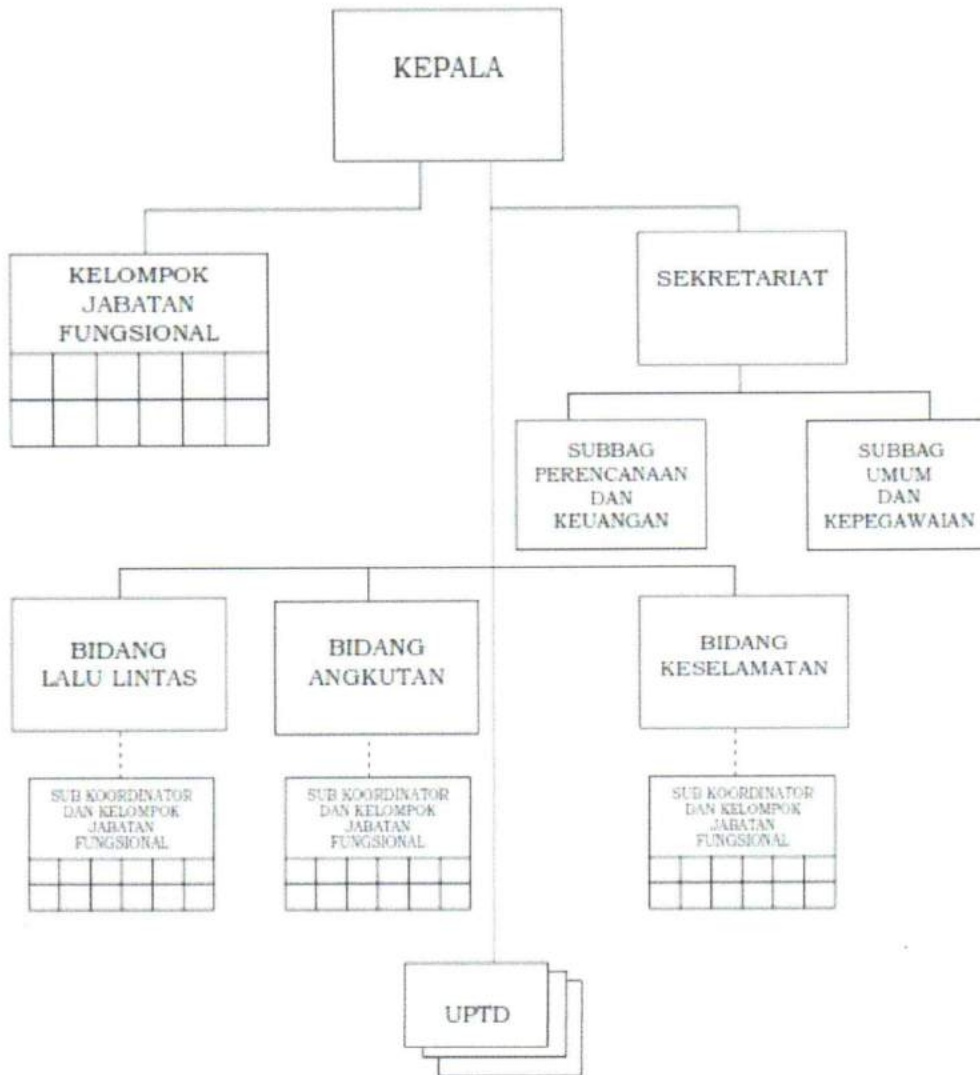 KEPALA
KELOMPOK
JABATAN
FUNGSIONAL
SEKRETARIAT
SUBBAG
PERENCANAAN
DAN
KEUANGAN
SUBBAG
UMUM
DAN
KEPEGAWAIAN
BIDANG
LALU LINTAS
BIDANG
ANGKUTAN
BIDANG
KESELAMATAN
SUB KOORDINATOR
DAN KELOMPOK
JABATAN
FUNGSIONAL
SUB KOORDINATOR
DAN KELOMPOK
JABATAN
FUNGSIONAL
SUB KOORDINATOR
DAN KELOMPOK
JABATAN
FUNGSIONAL
UPTD